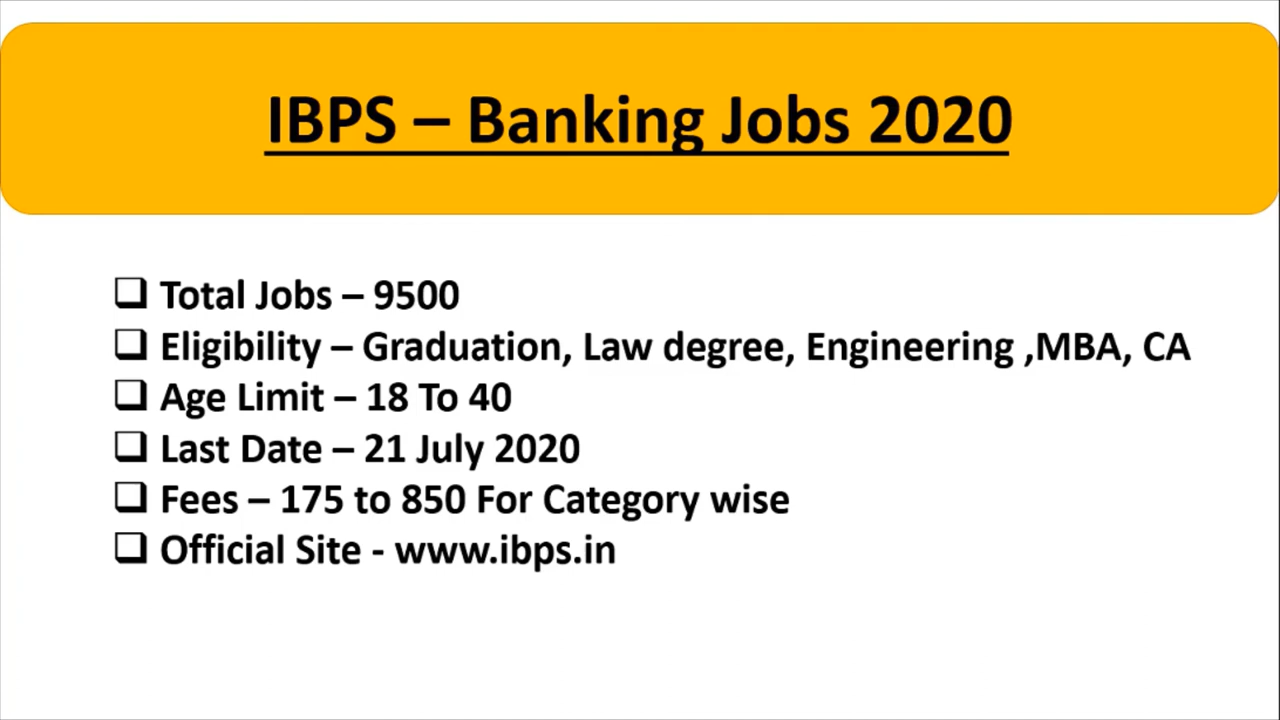 IBPS – Banking Jobs 2020
❑ Total Jobs – 9500
❑ Eligibility – Graduation, Law degree, Engineering ,MBA, CA
❑ Age Limit – 18 To 40
❑ Last Date – 21 July 2020
❑ Fees – 175 to 850 For Category wise
❑ Official Site - www.ibps.in